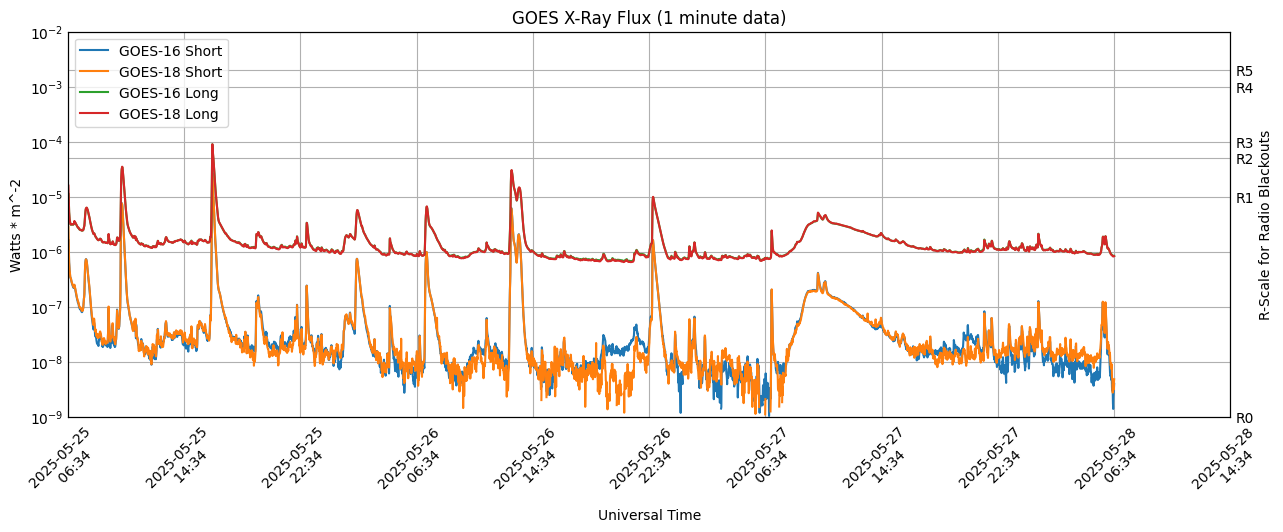 GOES X-Ray Flux (1 minute data)
GOES-16 Short
GOES-18 Short
GOES-16 Long
GOES-18 Long
10^-2
10^-3
10^-4
10^-5
10^-6
10^-7
10^-8
10^-9
Watts * m^-2
R5
R4
R3
R2
R1
R0
R-Scale for Radio Blackouts
2025-05-25
06:34
2025-05-25
14:34
2025-05-25
22:34
2025-05-26
06:34
2025-05-26
14:34
2025-05-26
22:34
2025-05-27
06:34
2025-05-27
14:34
2025-05-27
22:34
2025-05-28
06:34
2025-05-28
14:34
Universal Time